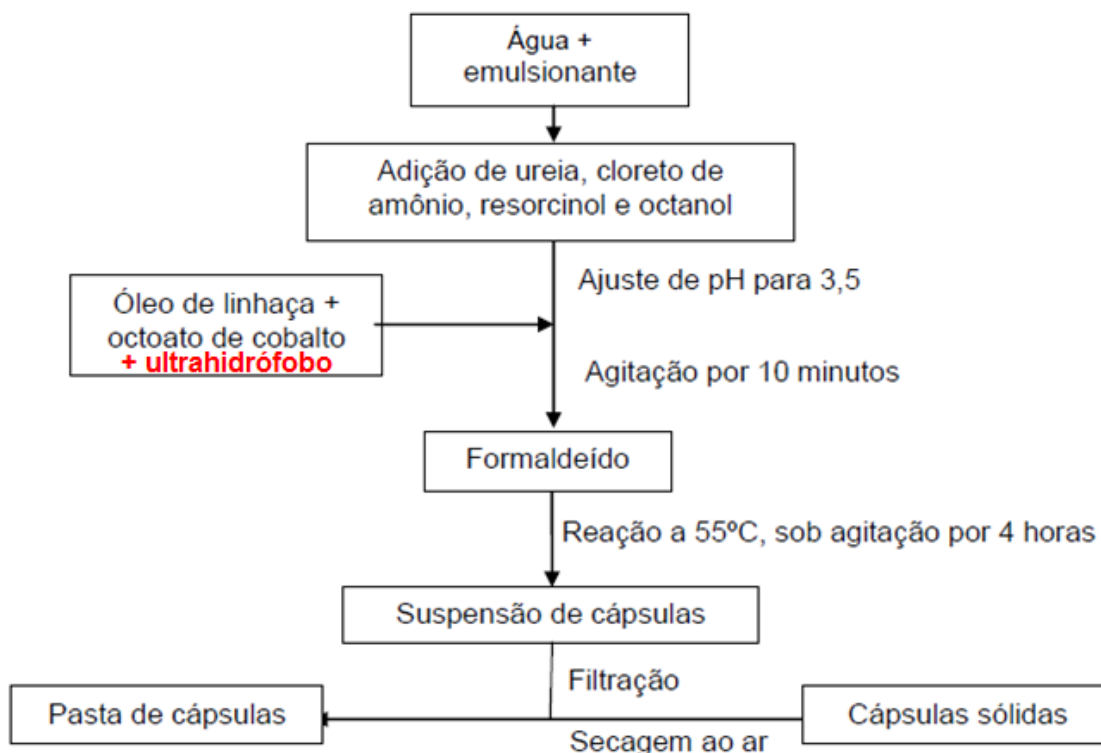 Água +
emulsionante
Adição de ureia, cloreto de
amônio, resorcinol e octanol
Ajuste de pH para 3,5
Óleo de linhaça +
octoato de cobalto
+ ultrahidrófobo
Agitação por 10 minutos
Formaldeído
Reação a 55ºC, sob agitação por 4 horas
Suspensão de cápsulas
Filtração
Pasta de cápsulas
Cápsulas sólidas
Secagem ao ar